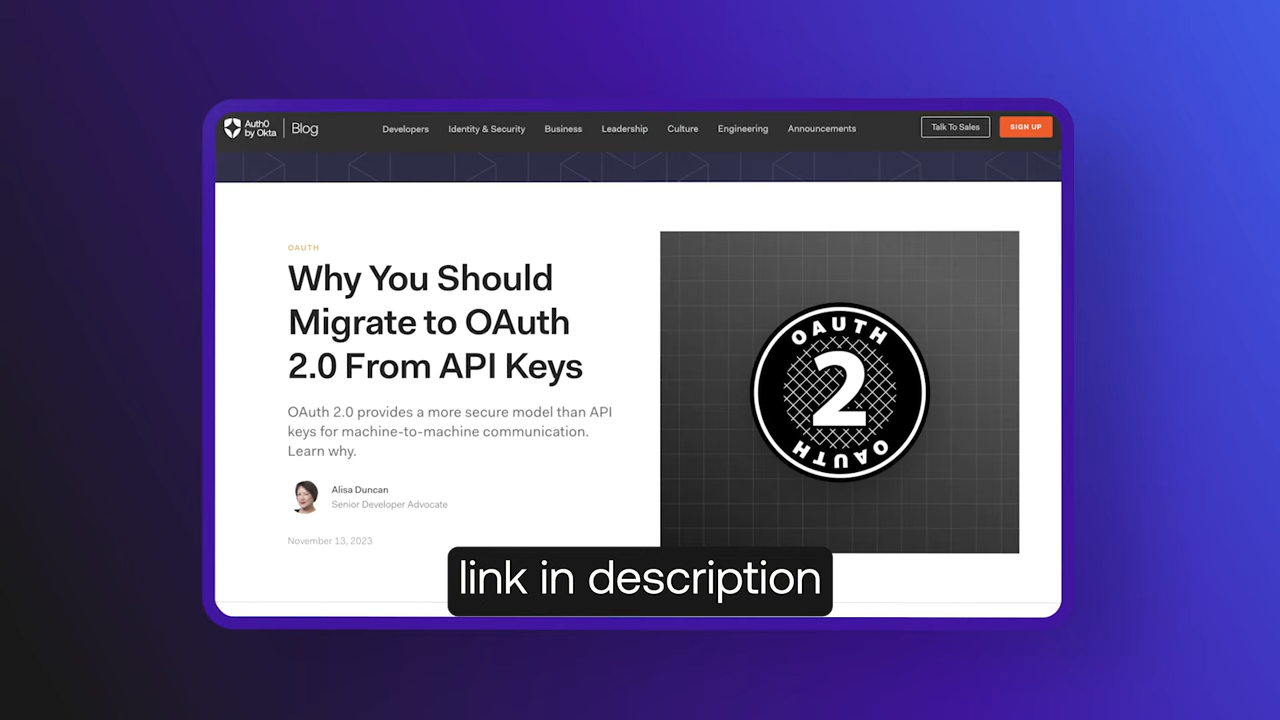 Auth0
by Okta
Blog
Developers
Identity & Security
Business
Leadership
Culture
Engineering
Announcements
Talk To Sales
SIGN UP
OAUTH
Why You Should
Migrate to OAuth
2.0 From API Keys
OAuth 2.0 provides a more secure model than API
keys for machine-to-machine communication.
Learn why.
Alisa Duncan
Senior Developer Advocate
November 13, 2023
OAUTH
2
OAUTH
link in description